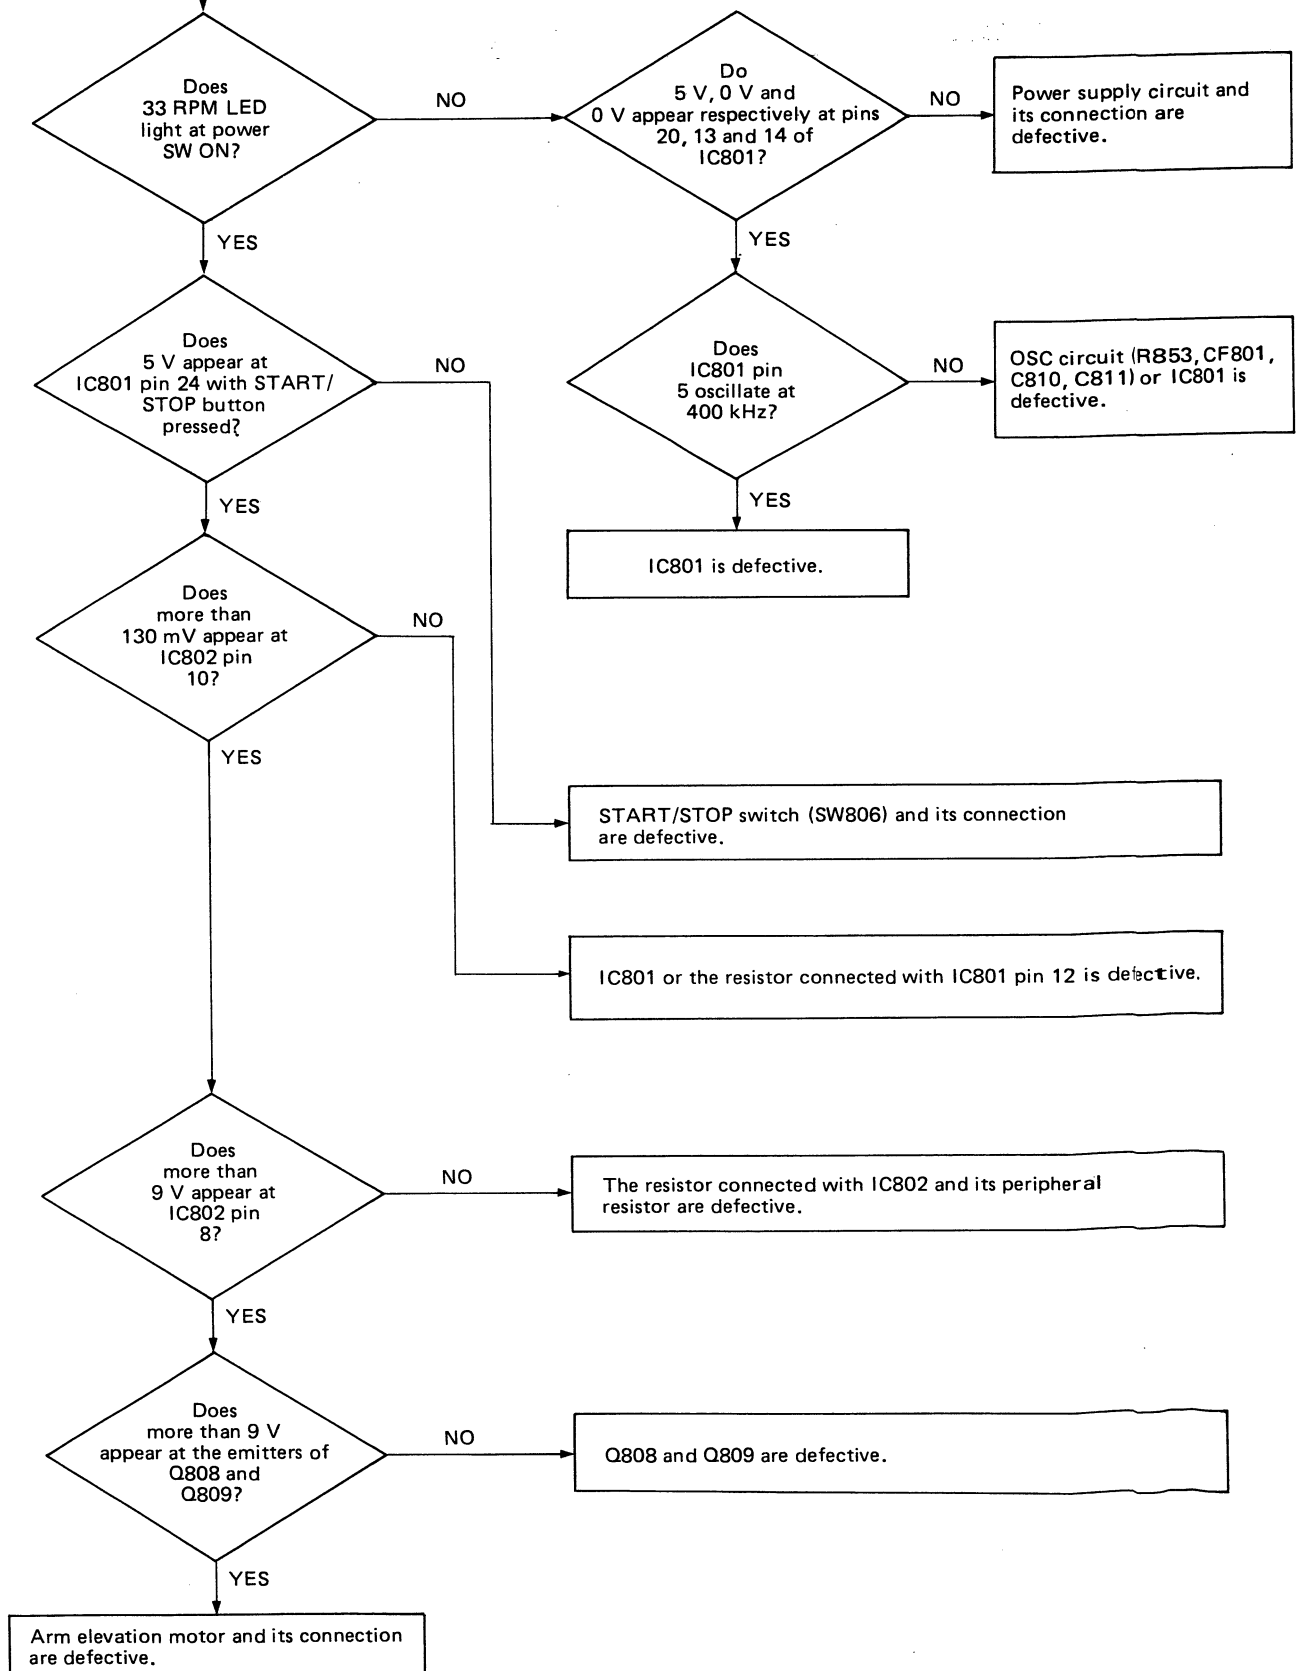 Does
33 RPM LED
light at power
SW ON?
NO
Do
5 V, 0 V and
0 V appear respectively at pins
20, 13 and 14 of
IC801?
NO
Power supply circuit and
its connection are
defective.
YES
YES
Does
5 V appear at
IC801 pin 24 with START/
STOP button
pressed?
NO
Does
IC801 pin
5 oscillate at
400 kHz?
NO
OSC circuit (R853, CF801,
C810, C811) or IC801 is
defective.
YES
YES
IC801 is defective.
Does
more than
130 mV appear at
IC802 pin
10?
NO
YES
START/STOP switch (SW806) and its connection
are defective.
IC801 or the resistor connected with IC801 pin 12 is defective.
Does
more than
9 V appear at
IC802 pin
8?
NO
The resistor connected with IC802 and its peripheral
resistor are defective.
YES
Does
more than 9 V
appear at the emitters of
Q808 and
Q809?
NO
Q808 and Q809 are defective.
YES
Arm elevation motor and its connection
are defective.